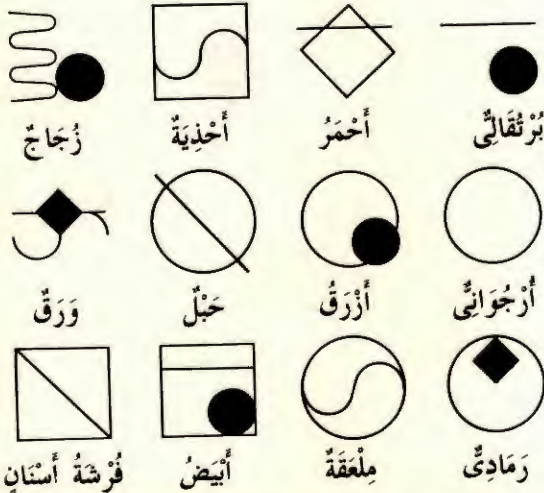 بُرْتُقَالِىٌّ أَحْمَرُ أَحْذِيَةٌ زُجَاجٌ
أُرْجُوَانِىٌّ أَزْرَقُ حَبْلٌ وَرَقٌ
رَمَادِىٌّ مِلْعَقَةٌ أَبْيَضُ فُرْشَةُ أَسْنَانٍ